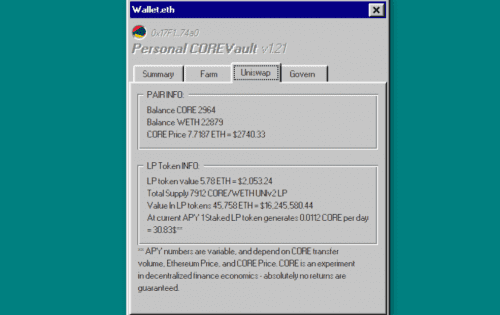 Wallet.eth
0x17F1..74a0
Personal COREVault v1.21
Summary
Farm
Uniswap
Govern
PAIR INFO:
Balance CORE 2964
Balance WETH 22879
CORE Price 7.7187 ETH = $2740.33
LP Token INFO:
LP token value 5.78 ETH = $2,053.24
Total Supply 7912 CORE/WETH UNIv2 LP
Value In LP tokens 45,758 ETH = $16,245,580.44
At current APY 1 Staked LP token generates 0.0112 CORE per day
= 30.83$**
** APY numbers are variable, and depend on CORE transfer
volume, Ethereum Price, and CORE Price. CORE is an experiment
in decentralized finance economics - absolutely no returns are
guaranteed.